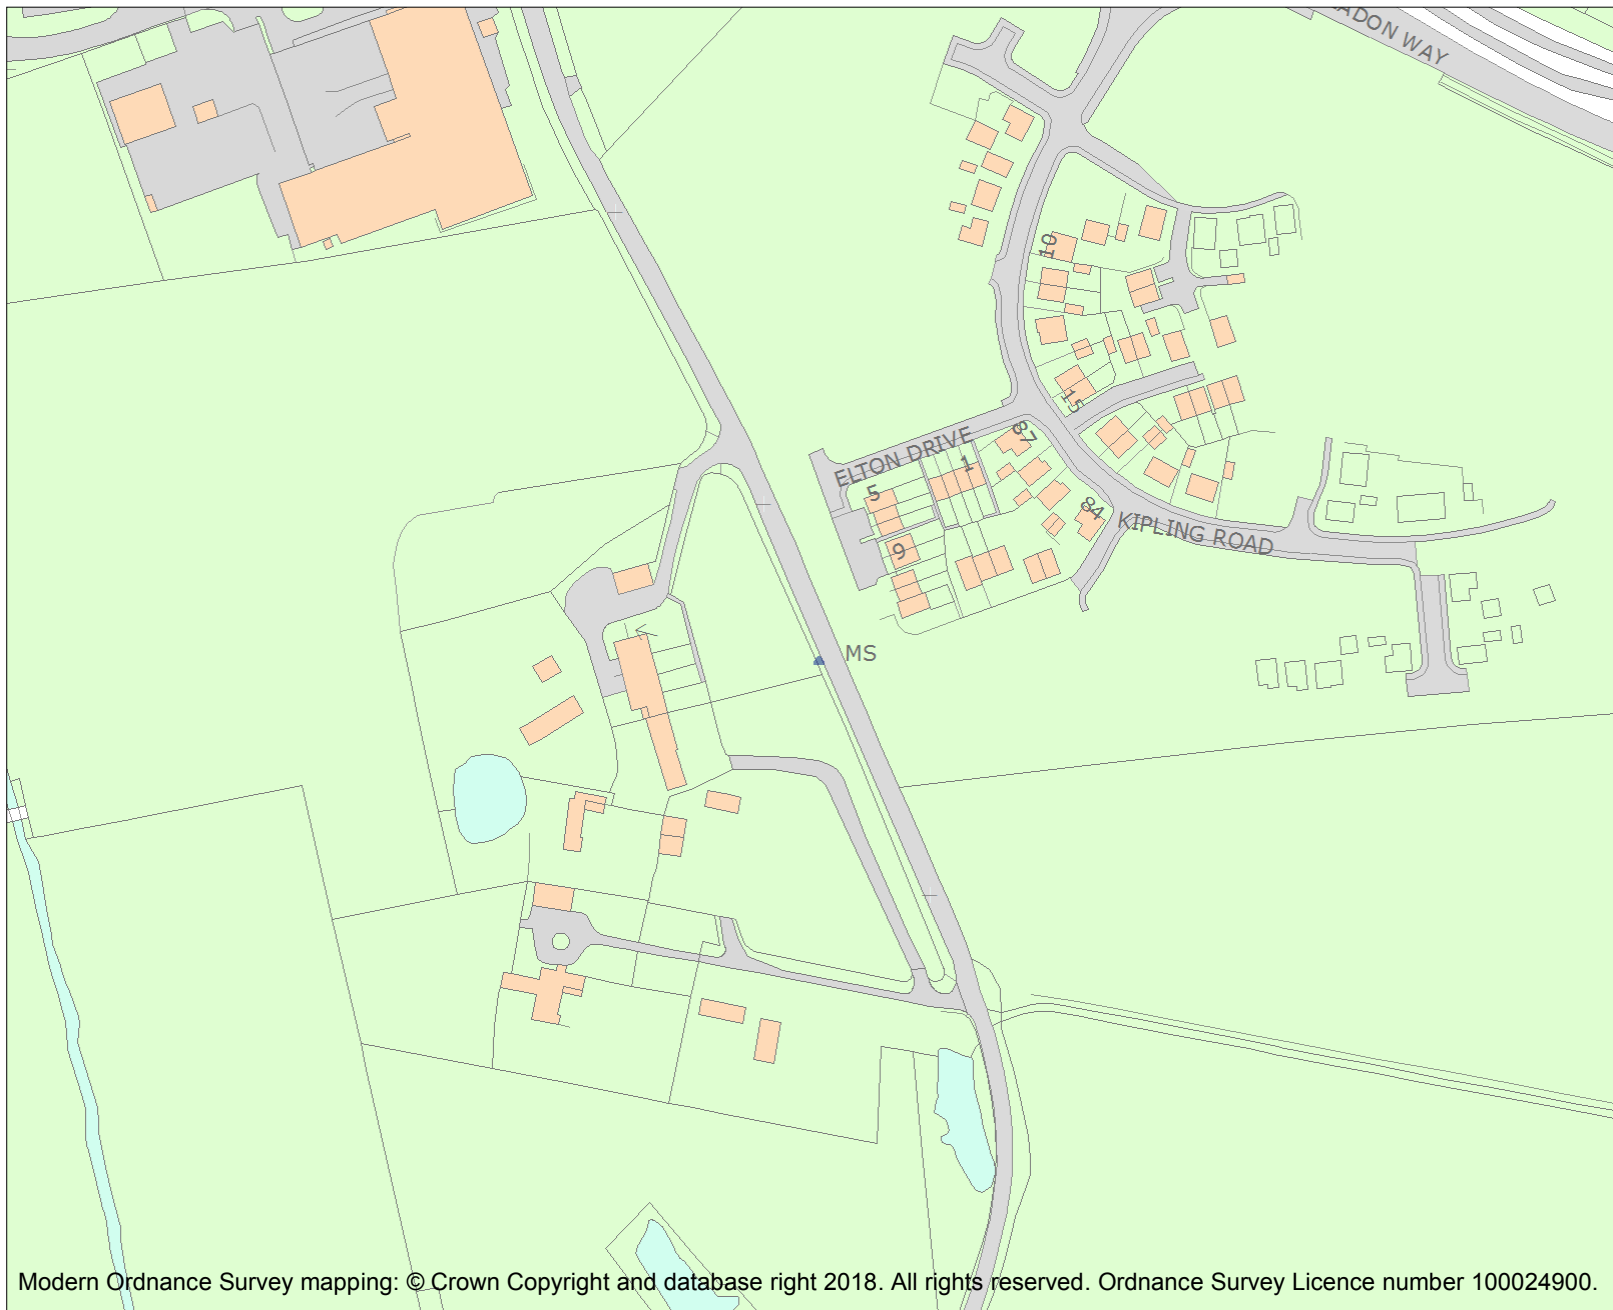 ADON WAY
10
15
87
ELTON DRIVE
1
5
84
KIPLING ROAD
9
MS
Modern Ordnance Survey mapping: © Crown Copyright and database right 2018. All rights reserved. Ordnance Survey Licence number 100024900.